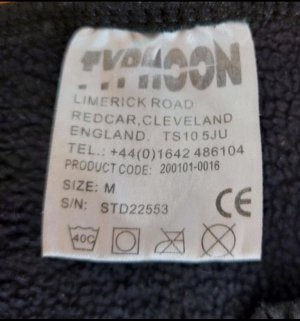 TYPHOON
LIMERICK ROAD
REDCAR,CLEVELAND
ENGLAND. TS10 5JU
TEL.: +44(0)1642 486104
PRODUCT CODE: 200101-0016
SIZE: M
S/N: STD22553
CE
40C